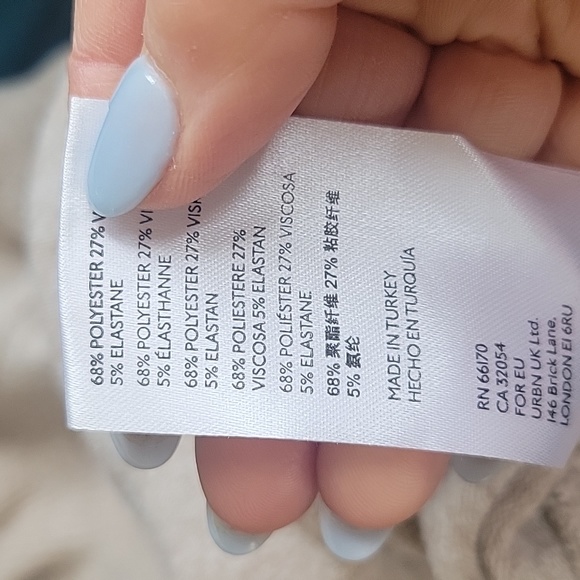 68% POLYESTER 27% V
5% ELASTANE
68% POLYESTER 27% VI
5% ÉLASTHANNE
68% POLYESTER 27% VISK
5% ELASTAN
68% POLIESTERE 27%
VISCOSA 5% ELASTAN
68% POLIÉSTER 27% VISCOSA
5% ELASTANE.
68% 聚酯纤维 27% 粘胶纤维
5% 氨纶
MADE IN TURKEY
HECHO EN TURQUÍA
RN 66170
CA 32054
FOR EU
URBN UK Ltd.
146 Brick Lane,
LONDON E1 6RU